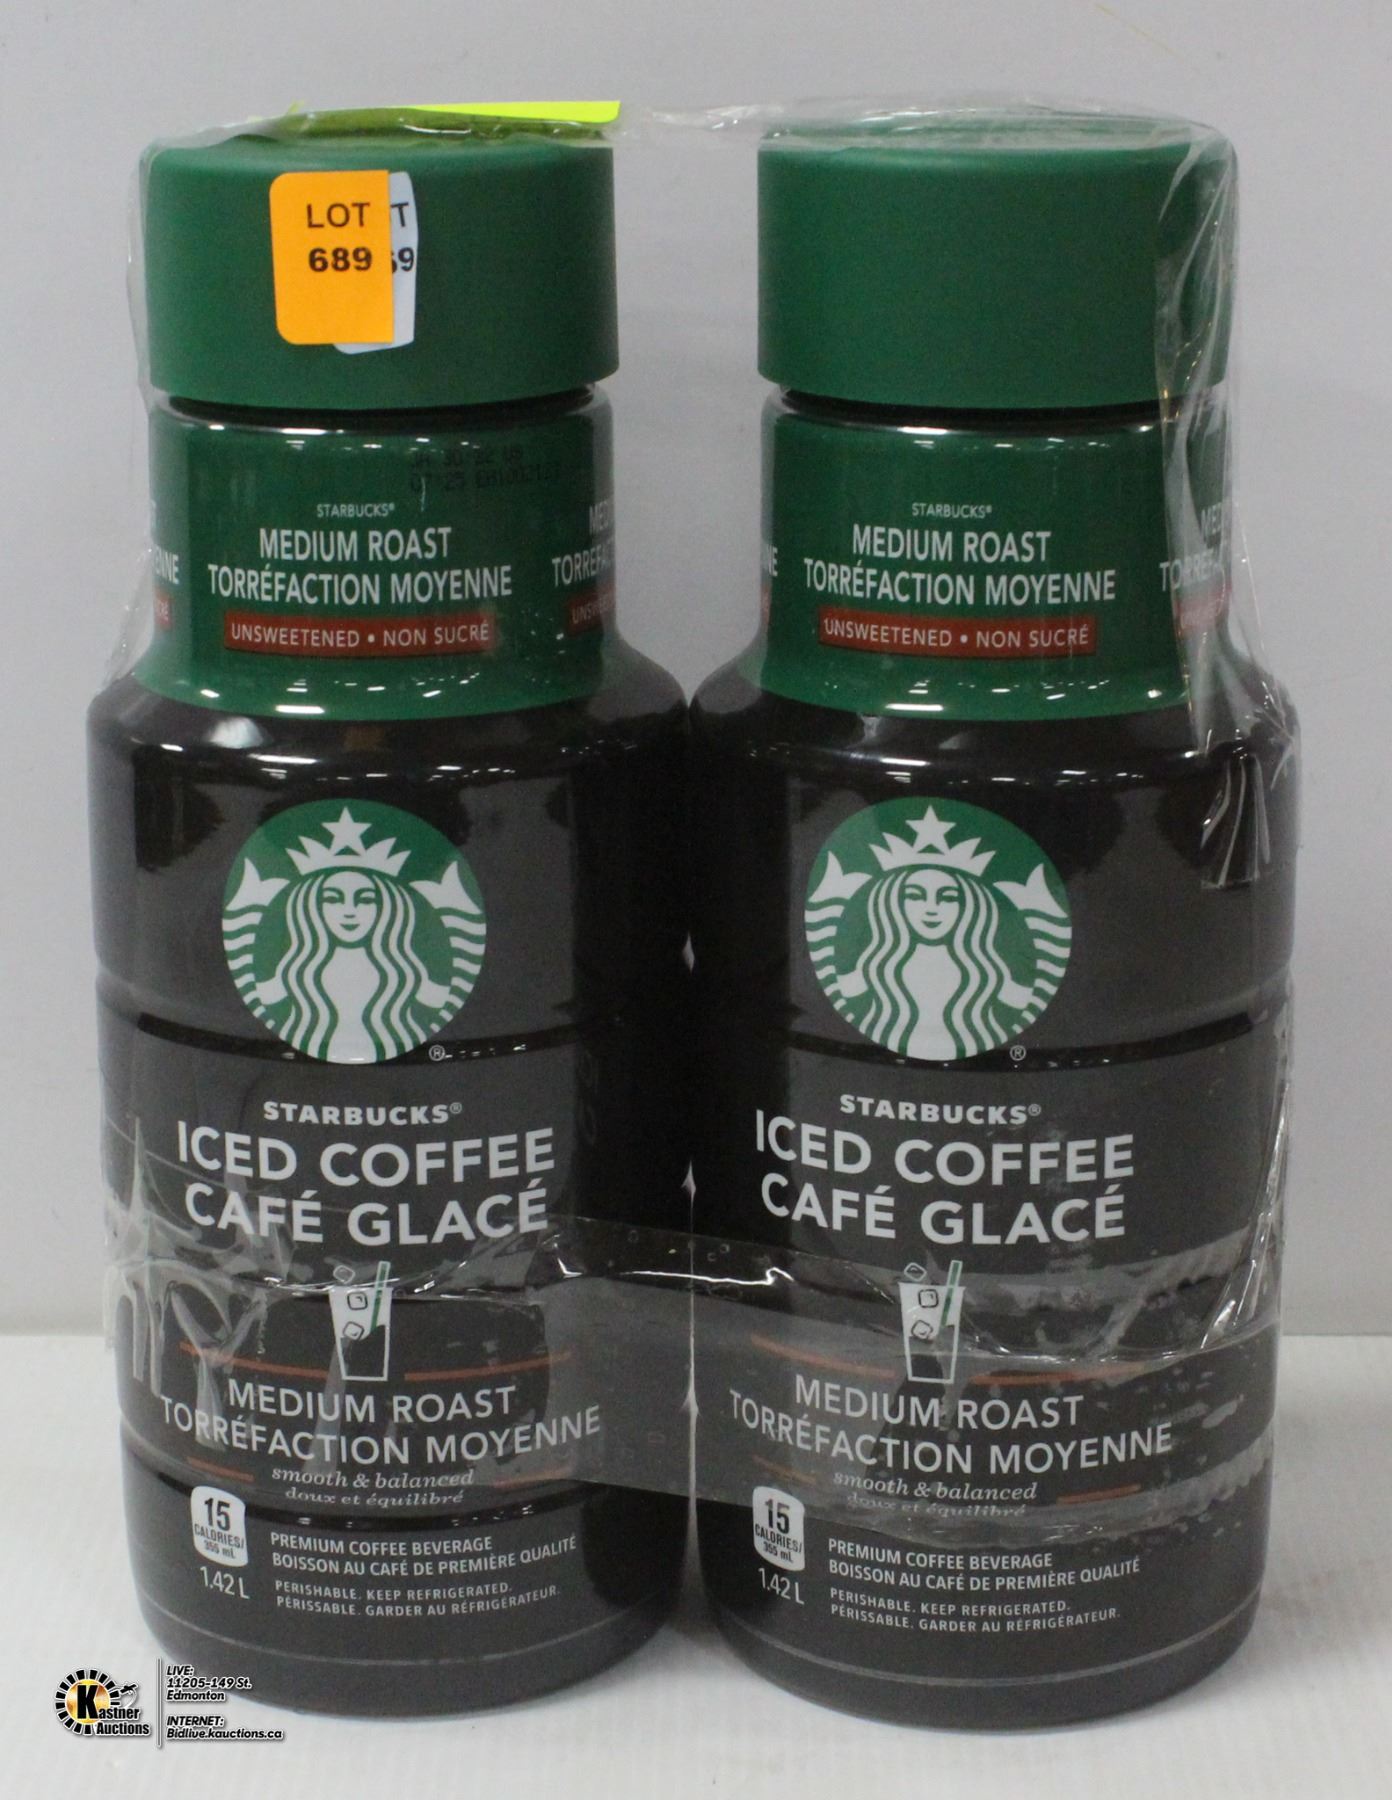 LOT
689
T
69
STARBUCKS®
MEDIUM ROAST
TORRÉFACTION MOYENNE
UNSWEETENED • NON SUCRÉ
STARBUCKS®
ICED COFFEE
CAFÉ GLACÉ
MEDIUM ROAST
TORRÉFACTION MOYENNE
smooth & balanced
doux et équilibré
15
CALORIES/
355 mL
1.42 L
PREMIUM COFFEE BEVERAGE
BOISSON AU CAFÉ DE PREMIÈRE QUALITÉ
PERISHABLE. KEEP REFRIGERATED.
PÉRISSABLE. GARDER AU RÉFRIGÉRATEUR.
STARBUCKS®
MEDIUM ROAST
TORRÉFACTION MOYENNE
UNSWEETENED • NON SUCRÉ
STARBUCKS®
ICED COFFEE
CAFÉ GLACÉ
MEDIUM ROAST
TORRÉFACTION MOYENNE
smooth & balanced
doux et équilibré
15
CALORIES/
355 mL
1.42 L
PREMIUM COFFEE BEVERAGE
BOISSON AU CAFÉ DE PREMIÈRE QUALITÉ
PERISHABLE. KEEP REFRIGERATED.
PÉRISSABLE. GARDER AU RÉFRIGÉRATEUR.
Kastner
Auctions
LIVE:
11205-149 St.
Edmonton
INTERNET:
Bidlive.kauctions.ca